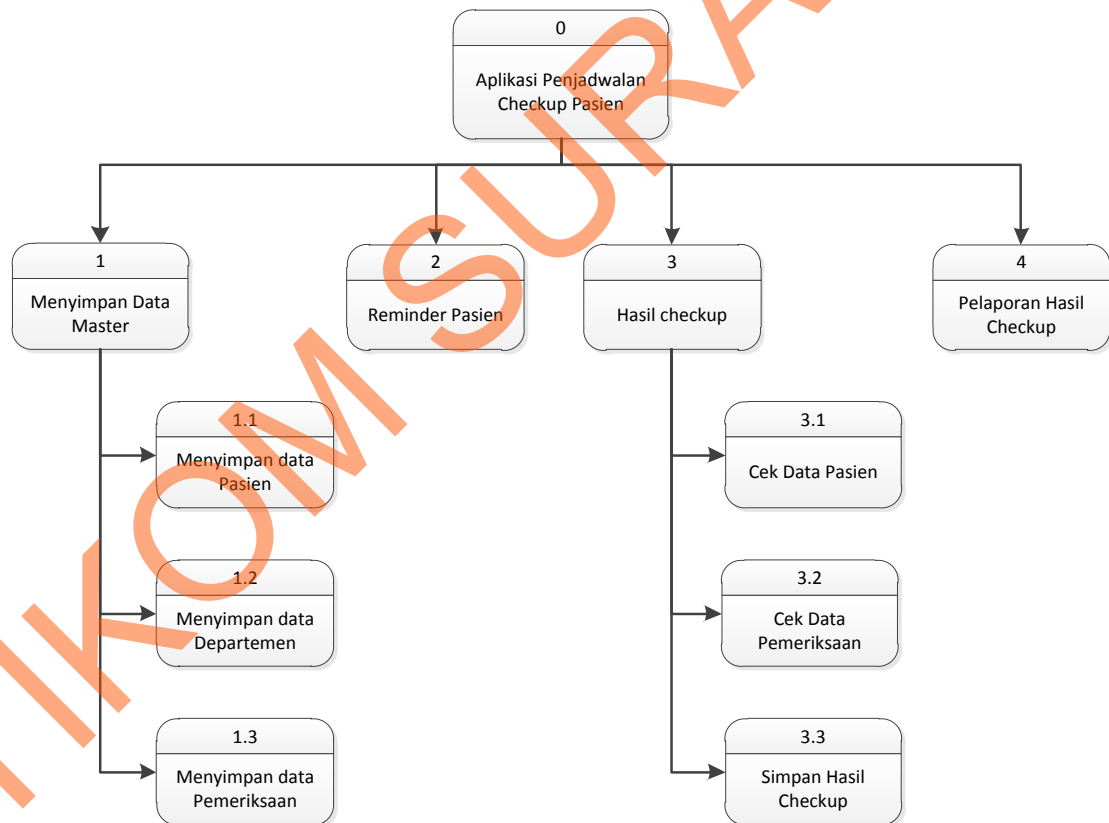 0
Aplikasi Penjadwalan
Checkup Pasien
1
Menyimpan Data
Master
2
Reminder Pasien
3
Hasil checkup
4
Pelaporan Hasil
Checkup
1.1
Menyimpan data
Pasien
3.1
Cek Data Pasien
1.2
Menyimpan data
Departemen
3.2
Cek Data
Pemeriksaan
1.3
Menyimpan data
Pemeriksaan
3.3
Simpan Hasil
Checkup
IKOM SURA